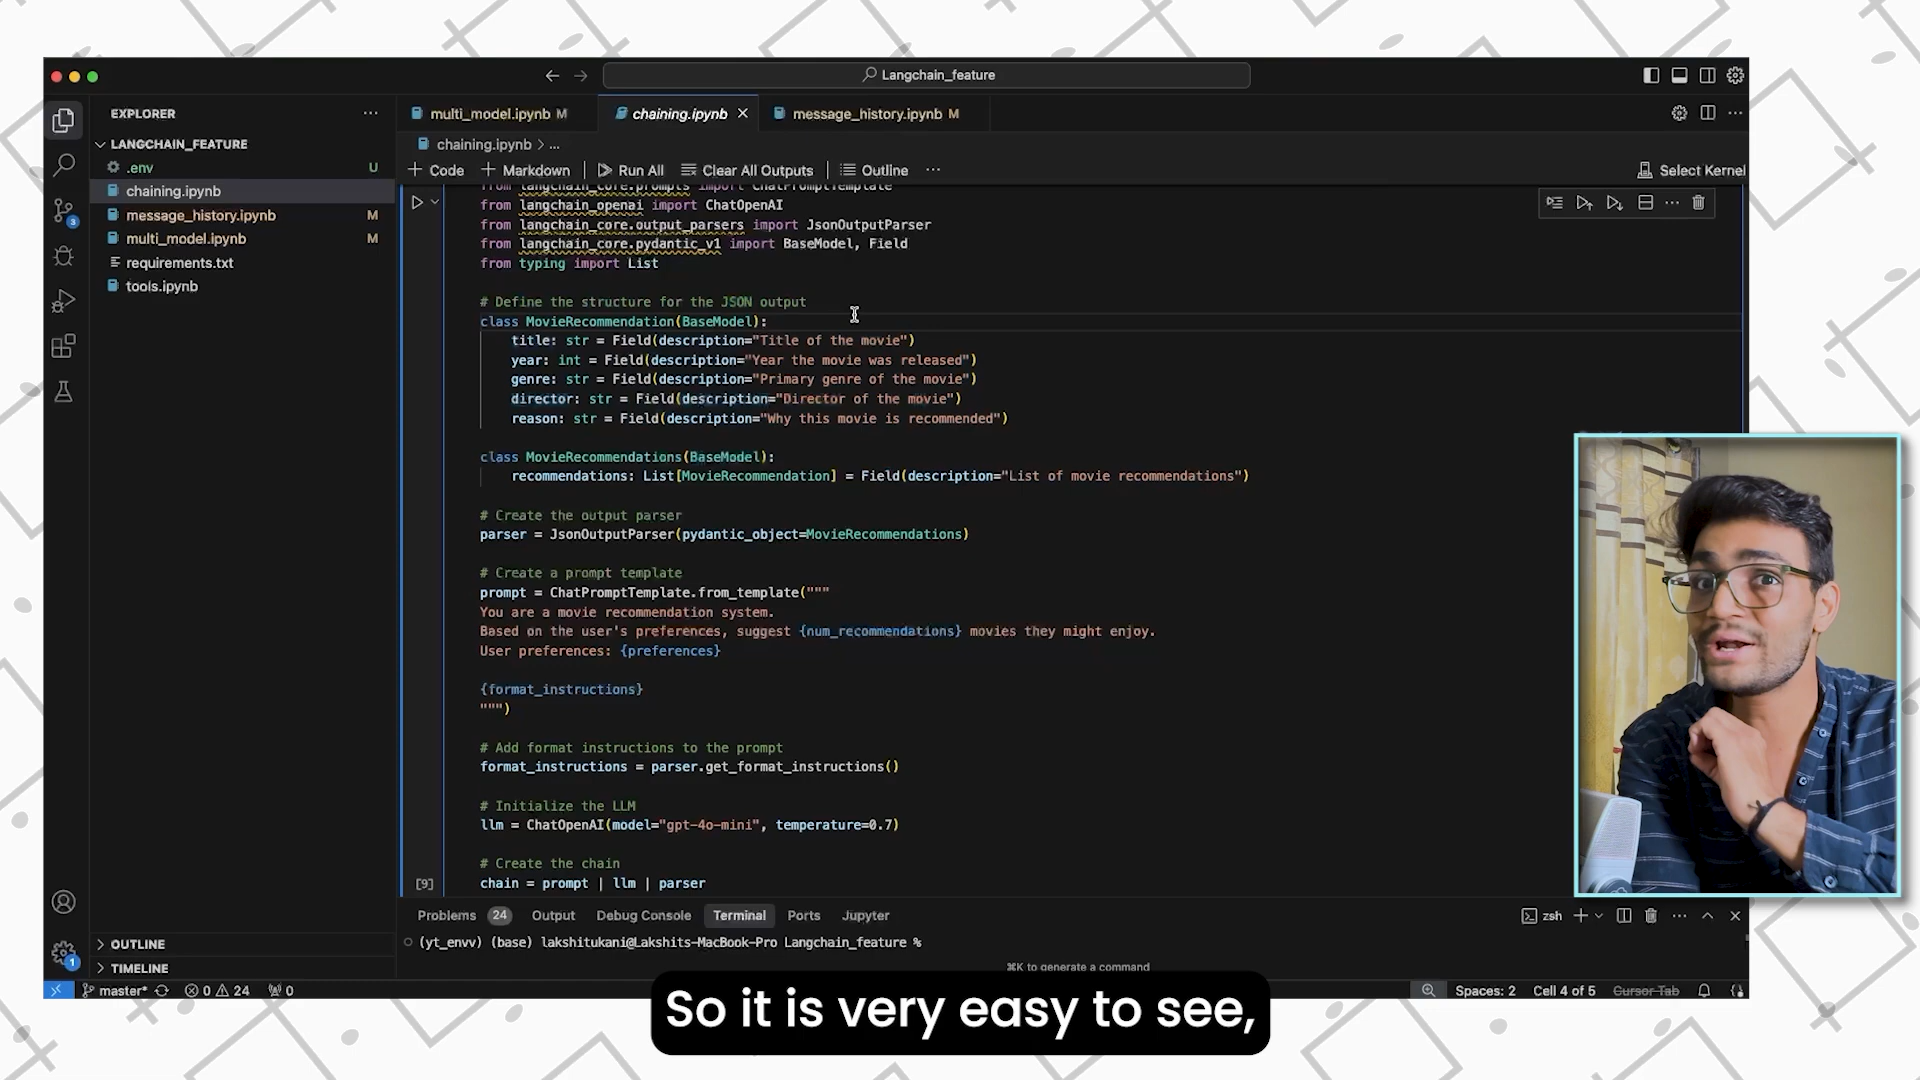 Langchain_feature
EXPLORER
LANGCHAIN_FEATURE
.env U
chaining.ipynb
message_history.ipynb M
multi_model.ipynb M
requirements.txt
tools.ipynb
OUTLINE
TIMELINE
multi_model.ipynb M
chaining.ipynb
message_history.ipynb M
chaining.ipynb > ...
+ Code + Markdown Run All Clear All Outputs Outline ... Select Kernel
from langchain_core.prompts import ChatPromptTemplate
from langchain_openai import ChatOpenAI
from langchain_core.output_parsers import JsonOutputParser
from langchain_core.pydantic_v1 import BaseModel, Field
from typing import List
# Define the structure for the JSON output
class MovieRecommendation(BaseModel):
title: str = Field(description="Title of the movie")
year: int = Field(description="Year the movie was released")
genre: str = Field(description="Primary genre of the movie")
director: str = Field(description="Director of the movie")
reason: str = Field(description="Why this movie is recommended")
class MovieRecommendations(BaseModel):
recommendations: List[MovieRecommendation] = Field(description="List of movie recommendations")
# Create the output parser
parser = JsonOutputParser(pydantic_object=MovieRecommendations)
# Create a prompt template
prompt = ChatPromptTemplate.from_template("""
You are a movie recommendation system.
Based on the user's preferences, suggest {num_recommendations} movies they might enjoy.
User preferences: {preferences}
{format_instructions}
""")
# Add format instructions to the prompt
format_instructions = parser.get_format_instructions()
# Initialize the LLM
llm = ChatOpenAI(model="gpt-4o-mini", temperature=0.7)
# Create the chain
[9] chain = prompt | llm | parser
Problems 24 Output Debug Console Terminal Ports Jupyter zsh
(yt_envv) (base) lakshitukani@Lakshits-MacBook-Pro Langchain_feature %
⌘K to generate a command
3
1
master* 0 24 0 Spaces: 2 Cell 4 of 5 Cursor Tab
So it is very easy to see,